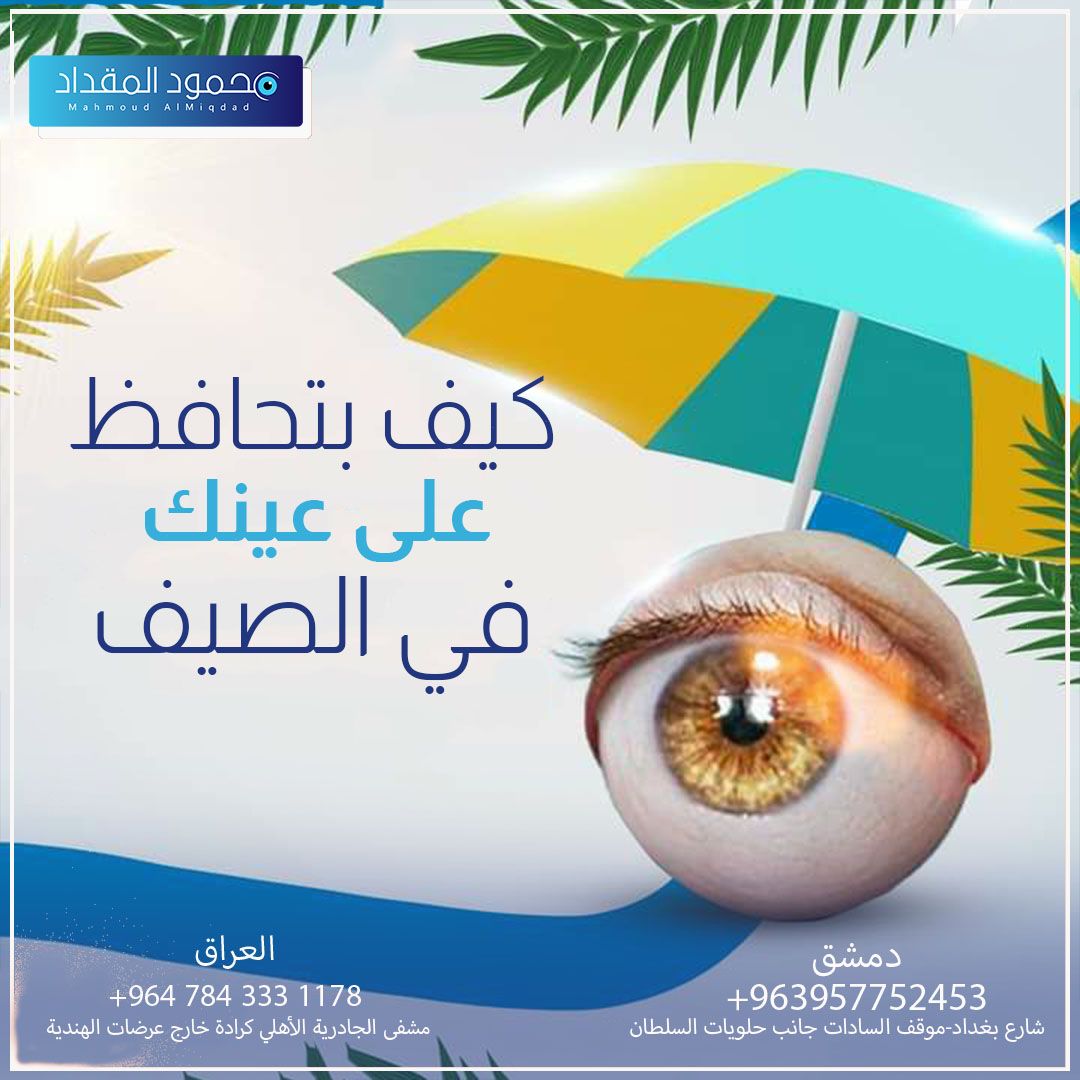 محمود المقداد
Mahmoud AlMiqdad
كيف بتحافظ
على عينك
في الصيف
دمشق
+963957752453
شارع بغداد-موقف السادات جانب حلويات السلطان
العراق
+964 784 333 1178
مشفى الجادرية الأهلي كرادة خارج عرضات الهندية